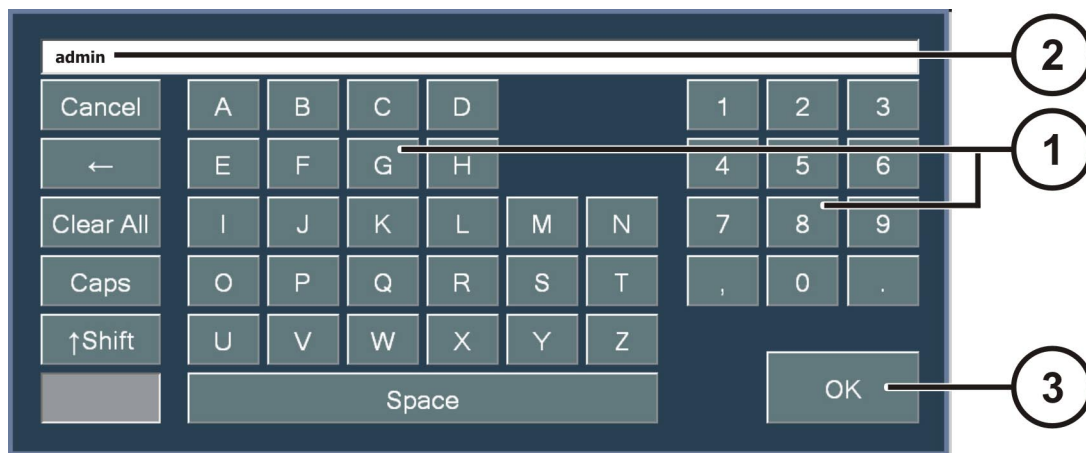 admin
2
Cancel A B C D 1 2 3
← E F G H 4 5 6
1
Clear All I J K L M N 7 8 9
Caps O P Q R S T , 0 .
↑Shift U V W X Y Z
Space
OK
3